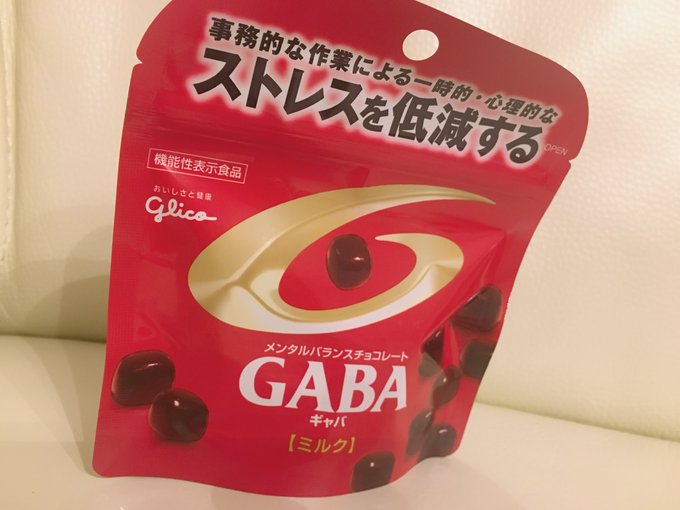 事務的な作業による一時的・心理的な
ストレスを低減する
OPEN
機能性表示食品
おいしさと健康
glico
メンタルバランスチョコレート
GABA
ギャバ
【ミルク】